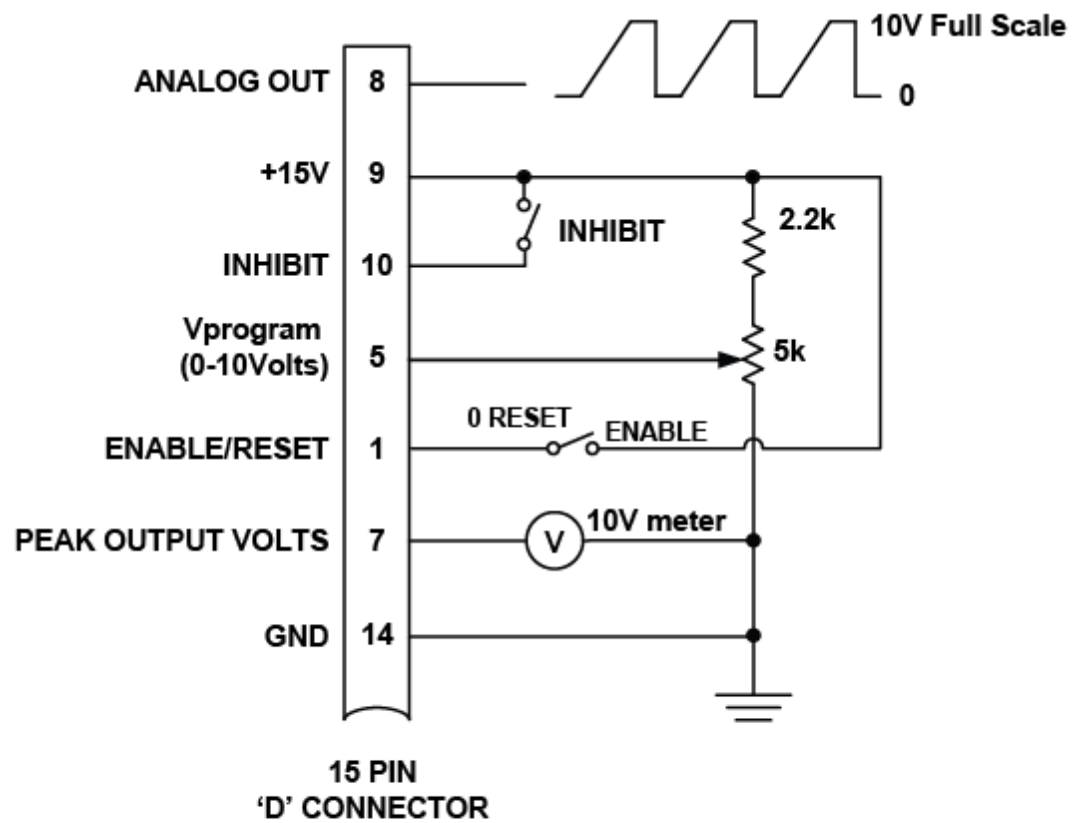 10V Full Scale
ANALOG OUT 8
0
+15V 9
2.2k
INHIBIT
INHIBIT 10
Vprogram
(0-10Volts) 5
5k
0 RESET
ENABLE
ENABLE/RESET 1
10V meter
PEAK OUTPUT VOLTS 7 V
GND 14
15 PIN
‘D’ CONNECTOR